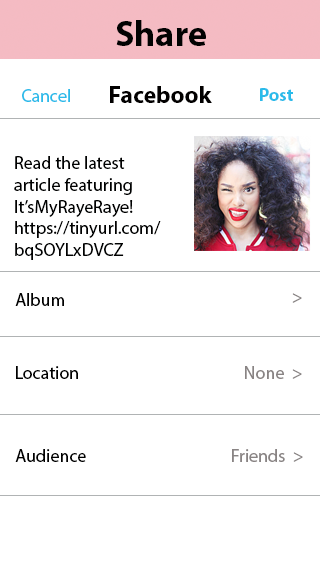 Share
Cancel Facebook Post
Read the latest
article featuring
It'sMyRayeRaye!
https://tinyurl.com/
bqSOYLxDVCZ
Album >
Location None >
Audience Friends >